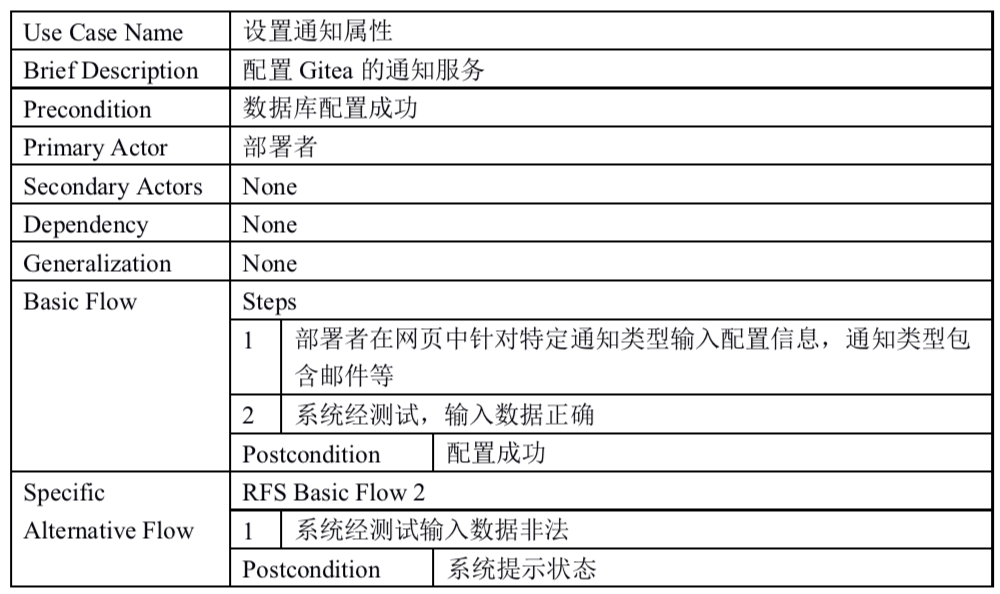 Use Case Name 设置通知属性
Brief Description 配置 Gitea 的通知服务
Precondition 数据库配置成功
Primary Actor 部署者
Secondary Actors None
Dependency None
Generalization None
Basic Flow Steps
1 部署者在网页中针对特定通知类型输入配置信息，通知类型包
含邮件等
2 系统经测试，输入数据正确
Postcondition 配置成功
Specific RFS Basic Flow 2
Alternative Flow 1 系统经测试输入数据非法
Postcondition 系统提示状态